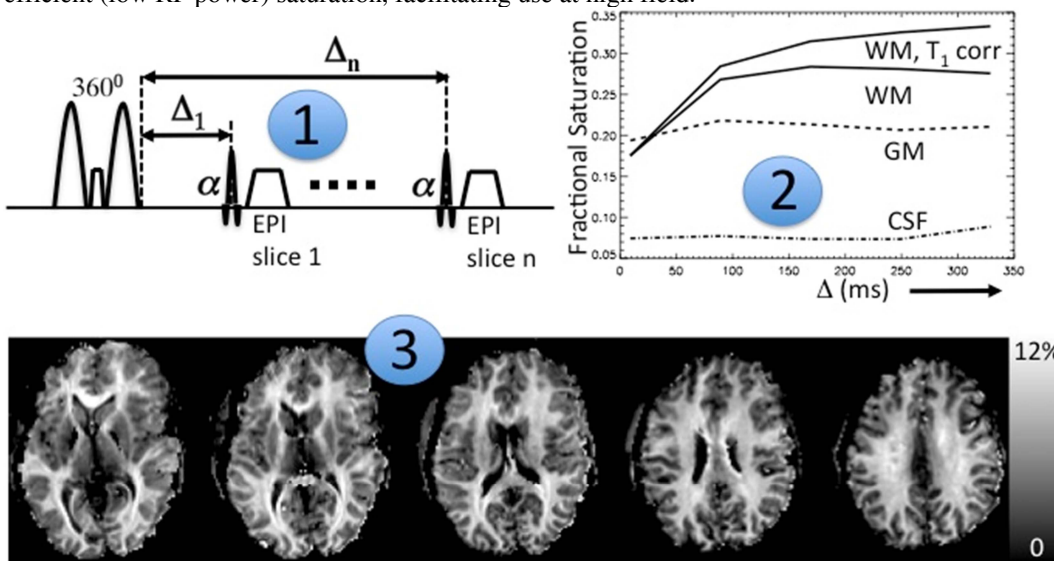 efficient (low RF power) saturation, facilitating use at high field.
360⁰
Δₙ
Δ₁
1
α
α
EPI
slice 1
EPI
slice n
Fractional Saturation
0.35
0.30
0.25
0.20
0.15
0.10
0.05
WM, T₁ corr
WM
GM
2
CSF
0 50 100 150 200 250 300 350
Δ (ms)
3
12%
0